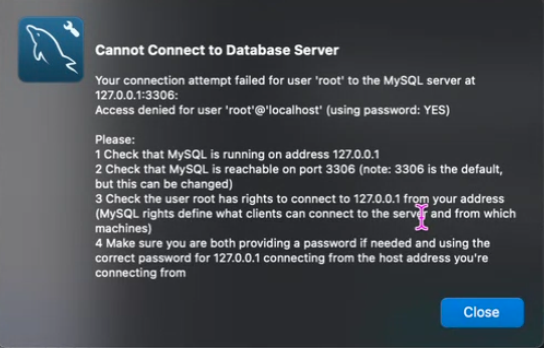 Cannot Connect to Database Server
Your connection attempt failed for user 'root' to the MySQL server at
127.0.0.1:3306:
Access denied for user 'root'@'localhost' (using password: YES)
Please:
1 Check that MySQL is running on address 127.0.0.1
2 Check that MySQL is reachable on port 3306 (note: 3306 is the default,
but this can be changed)
3 Check the user root has rights to connect to 127.0.0.1 from your address
(MySQL rights define what clients can connect to the server and from which
machines)
4 Make sure you are both providing a password if needed and using the
correct password for 127.0.0.1 connecting from the host address you're
connecting from
Close